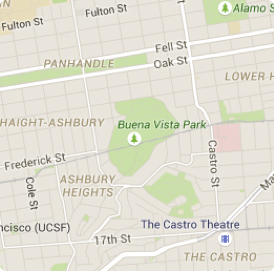 Fulton St
Fulton St
Alamo S
Fell St
Oak St
PANHANDLE
LOWER H
HAIGHT-ASHBURY
Buena Vista Park
Frederick St
Castro St
Cole St
ASHBURY
HEIGHTS
Ma
ncisco (UCSF)
The Castro Theatre
17th St
THE CASTRO